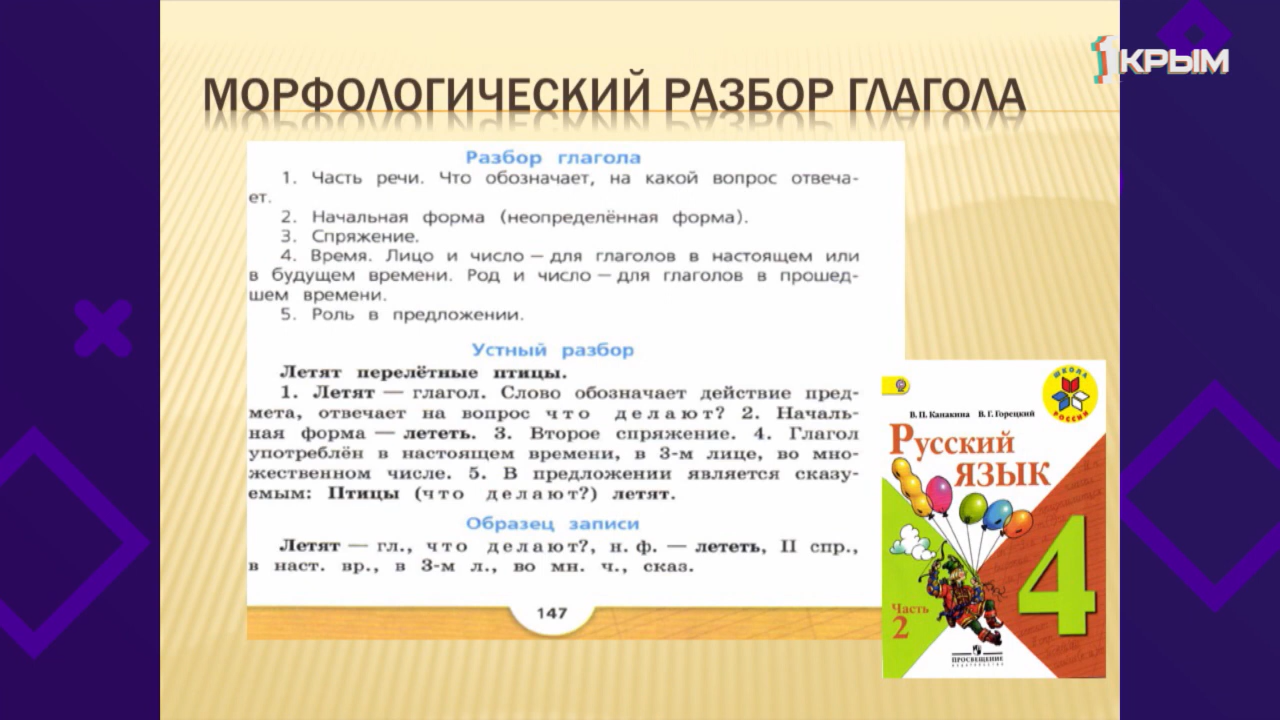 1КРЫМ
МОРФОЛОГИЧЕСКИЙ РАЗБОР ГЛАГОЛА
Разбор глагола
1. Часть речи. Что обозначает, на какой вопрос отвеча-
ет.
2. Начальная форма (неопределённая форма).
3. Спряжение.
4. Время. Лицо и число — для глаголов в настоящем или
в будущем времени. Род и число — для глаголов в прошед-
шем времени.
5. Роль в предложении.
Устный разбор
Летят перелётные птицы.
1. Летят — глагол. Слово обозначает действие пред-
мета, отвечает на вопрос что делают? 2. Началь-
ная форма — лететь. 3. Второе спряжение. 4. Глагол
употреблён в настоящем времени, в 3-м лице, во мно-
жественном числе. 5. В предложении является сказу-
емым: Птицы (что делают?) летят.
Образец записи
Летят — гл., что делают?, н. ф. — лететь, II спр.,
в наст. вр., в 3-м л., во мн. ч., сказ.
147
ШКОЛА
РОССИИ
В. П. Канакина В. Г. Горецкий
Русский
ЯЗЫК
4
Часть
2
ПРОСВЕЩЕНИЕ
ИЗДАТЕЛЬСТВО